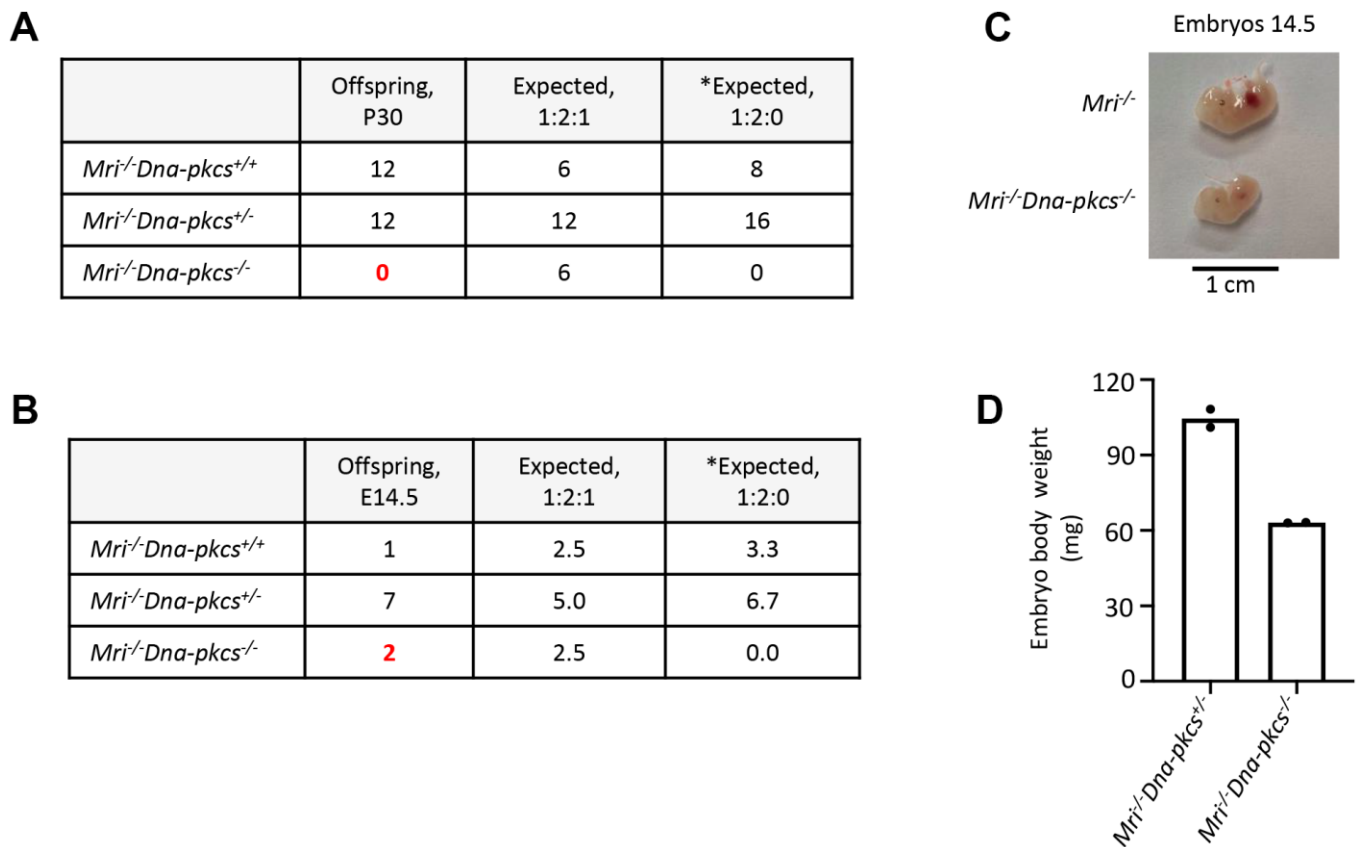 A
Offspring, P30
Expected, 1:2:1
*Expected, 1:2:0
Mri-/-Dna-pkcs+/+ 12 6 8
Mri-/-Dna-pkcs+/- 12 12 16
Mri-/-Dna-pkcs-/- 0 6 0
B
Offspring, E14.5
Expected, 1:2:1
*Expected, 1:2:0
Mri-/-Dna-pkcs+/+ 1 2.5 3.3
Mri-/-Dna-pkcs+/- 7 5.0 6.7
Mri-/-Dna-pkcs-/- 2 2.5 0.0
C
Embryos 14.5
Mri-/-
Mri-/-Dna-pkcs-/-
1 cm
D
Embryo body weight
(mg)
120
90
60
30
0
Mri-/-Dna-pkcs+/-
Mri-/-Dna-pkcs-/-